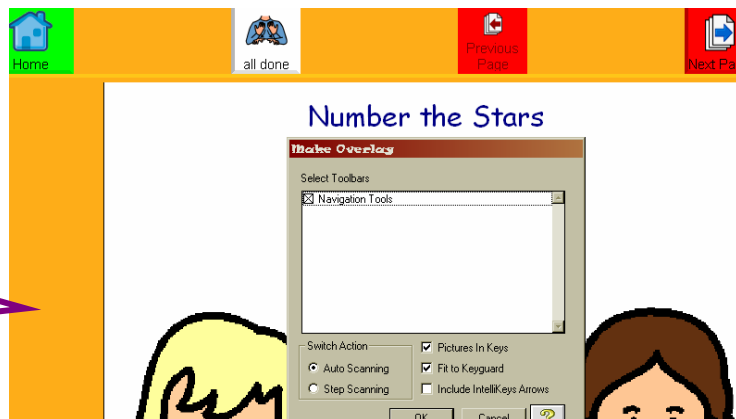 Home
all done
Previous
Page
Next Pa
Number the Stars
Make Overlay
Select Toolbars
Navigation Tools
Switch Action
Auto Scanning
Step Scanning
Pictures In Keys
Fit to Keyguard
Include IntelliKeys Arrows
OK
Cancel
?